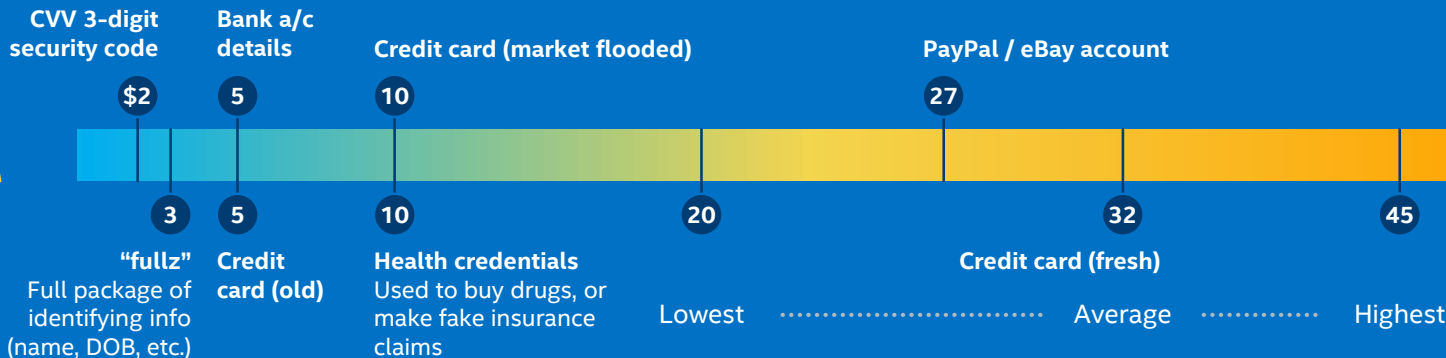 CVV 3-digit
security code
Bank a/c
details
Credit card (market flooded)
PayPal / eBay account
$2
5
10
27
3
5
10
20
32
45
“fullz”
Full package of
identifying info
(name, DOB, etc.)
Credit
card (old)
Health credentials
Used to buy drugs, or
make fake insurance
claims
Credit card (fresh)
Lowest
Average
Highest